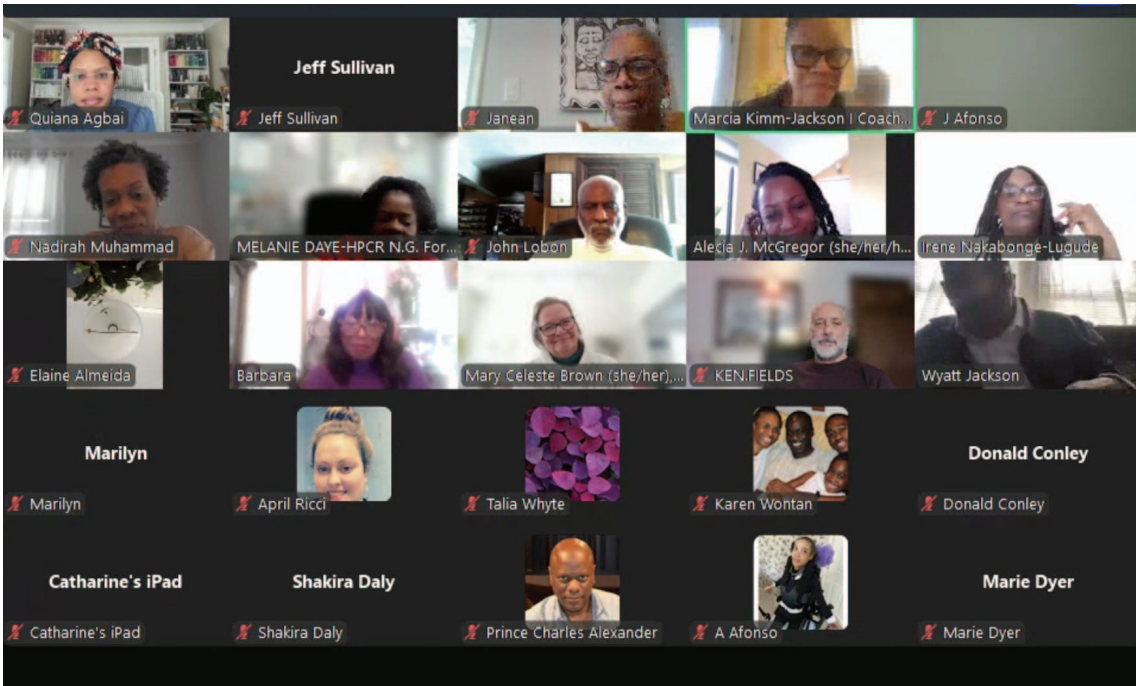 Quiana Agbai
Jeff Sullivan
Jeff Sullivan
Janean
Marcia Kimm-Jackson I Coach...
J Afonso
Nadirah Muhammad
MELANIE DAYE-HPCR N.G. For...
John-Lobon
Alecia J. McGregor (she/her/h...
Irene Nakabonge-Lugude
Elaine Almeida
Barbara
Mary Celeste Brown (she/her),...
KEN.FIELDS
Wyatt Jackson
Marilyn
Marilyn
April Ricci
Talia Whyte
Karen Wontan
Donald Conley
Donald Conley
Catharine's iPad
Catharine's iPad
Shakira Daly
Shakira Daly
Prince Charles Alexander
A Afonso
Marie Dyer
Marie Dyer